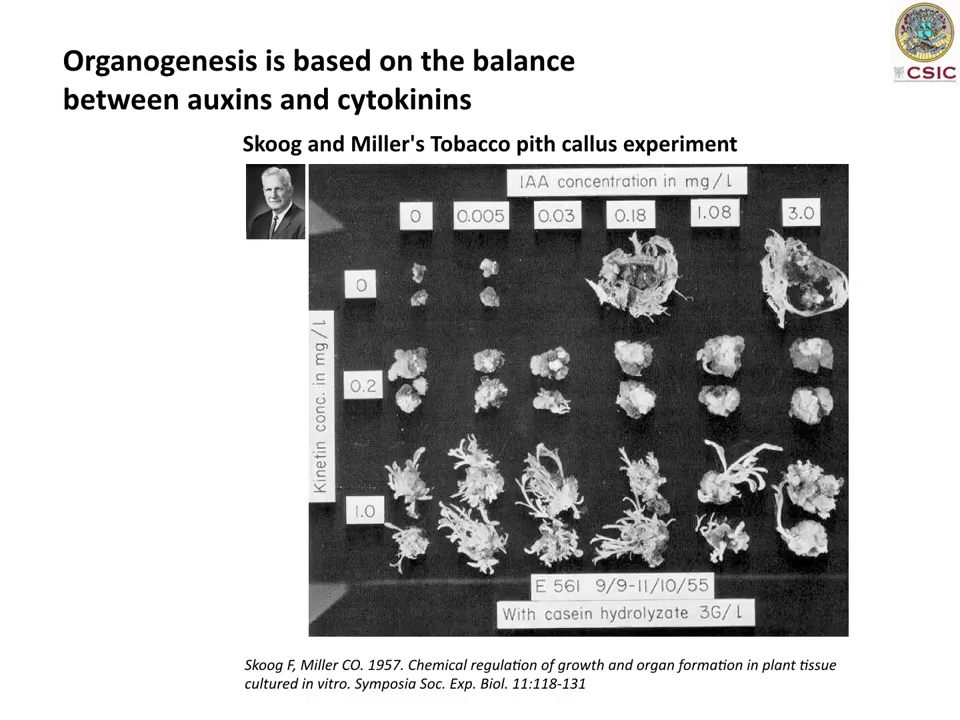 Organogenesis is based on the balance
between auxins and cytokinins
CSIC
Skoog and Miller's Tobacco pith callus experiment
IAA concentration in mg/l
0 0.005 0.03 0.18 1.08 3.0
0
Kinetin conc. in mg/l
0.2
1.0
E 561 9/9-11/10/55
With casein hydrolyzate 3G/l
Skoog F, Miller CO. 1957. Chemical regulation of growth and organ formation in plant tissue
cultured in vitro. Symposia Soc. Exp. Biol. 11:118-131